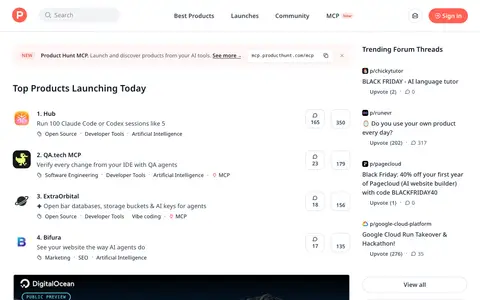 P
Search
Best Products
Launches
Community
MCP New
Sign in
NEW Product Hunt MCP. Launch and discover products from your AI tools. See more→ mcp.producthunt.com/mcp
Top Products Launching Today
1. Hub
Run 100 Claude Code or Codex sessions like 5
Open Source • Developer Tools • Artificial Intelligence
165
350
2. QA.tech MCP
Verify every change from your IDE with QA agents
Software Engineering • Developer Tools • Artificial Intelligence • MCP
23
179
3. ExtraOrbital
Open bar databases, storage buckets & AI keys for agents
Open Source • Developer Tools • Vibe coding • MCP
18
156
4. Bifura
See your website the way AI agents do
Marketing • SEO • Artificial Intelligence
17
135
DigitalOcean
PUBLIC PREVIEW
Trending Forum Threads
p/chickytutor
BLACK FRIDAY - AI language tutor
Upvote (2) • 0
p/runevr
Do you use your own product
every day?
Upvote (202) • 317
p/pagecloud
Black Friday: 40% off your first year
of Pagecloud (AI website builder)
with code BLACKFRIDAY40
Upvote (1) • 0
p/google-cloud-platform
Google Cloud Run Takeover &
Hackathon!
Upvote (276) • 35
View all